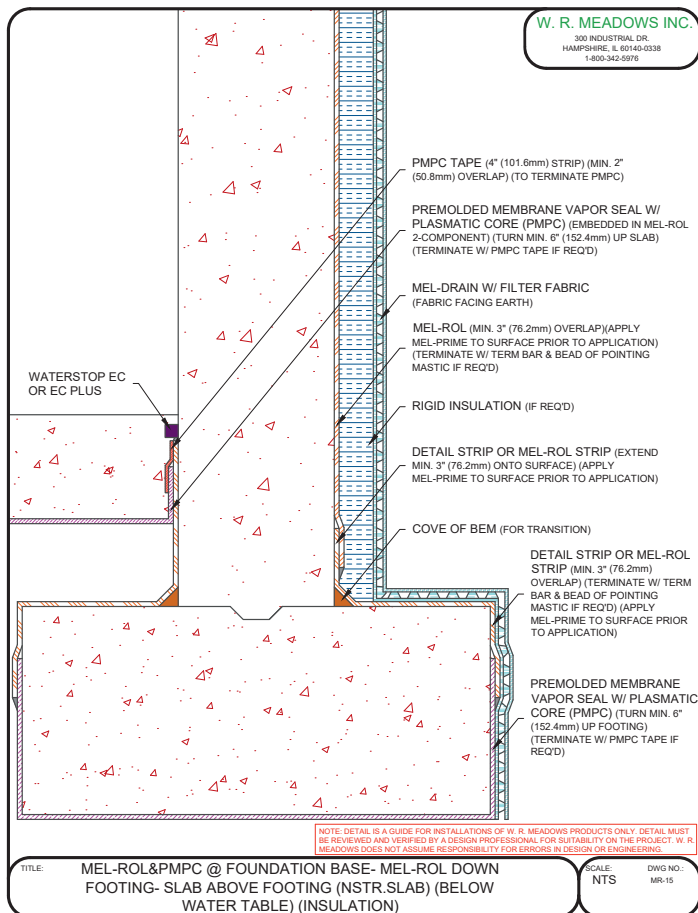 W. R. MEADOWS INC.
300 INDUSTRIAL DR.
HAMPSHIRE, IL 60140-0338
1-800-342-5976
PMPC TAPE (4" (101.6mm) STRIP) (MIN. 2"
(50.8mm) OVERLAP) (TO TERMINATE PMPC)
PREMOLDED MEMBRANE VAPOR SEAL W/
PLASMATIC CORE (PMPC) (EMBEDDED IN MEL-ROL
2-COMPONENT) (TURN MIN. 6" (152.4mm) UP SLAB)
(TERMINATE W/ PMPC TAPE IF REQ'D)
MEL-DRAIN W/ FILTER FABRIC
(FABRIC FACING EARTH)
MEL-ROL (MIN. 3" (76.2mm) OVERLAP)(APPLY
MEL-PRIME TO SURFACE PRIOR TO APPLICATION)
(TERMINATE W/ TERM BAR & BEAD OF POINTING
MASTIC IF REQ'D)
WATERSTOP EC
OR EC PLUS
RIGID INSULATION (IF REQ'D)
DETAIL STRIP OR MEL-ROL STRIP (EXTEND
MIN. 3" (76.2mm) ONTO SURFACE) (APPLY
MEL-PRIME TO SURFACE PRIOR TO APPLICATION)
COVE OF BEM (FOR TRANSITION)
DETAIL STRIP OR MEL-ROL
STRIP (MIN. 3" (76.2mm)
OVERLAP) (TERMINATE W/ TERM
BAR & BEAD OF POINTING
MASTIC IF REQ'D) (APPLY
MEL-PRIME TO SURFACE PRIOR
TO APPLICATION)
PREMOLDED MEMBRANE
VAPOR SEAL W/ PLASMATIC
CORE (PMPC) (TURN MIN. 6"
(152.4mm) UP FOOTING)
(TERMINATE W/ PMPC TAPE IF
REQ'D)
NOTE: DETAIL IS A GUIDE FOR INSTALLATIONS OF W. R. MEADOWS PRODUCTS ONLY. DETAIL MUST
BE REVIEWED AND VERIFIED BY A DESIGN PROFESSIONAL FOR SUITABILITY ON THE PROJECT. W. R.
MEADOWS DOES NOT ASSUME RESPONSIBILITY FOR ERRORS IN DESIGN OR ENGINEERING.
TITLE:
MEL-ROL&PMPC @ FOUNDATION BASE- MEL-ROL DOWN
FOOTING- SLAB ABOVE FOOTING (NSTR.SLAB) (BELOW
WATER TABLE) (INSULATION)
SCALE:
NTS
DWG NO.:
MR-15